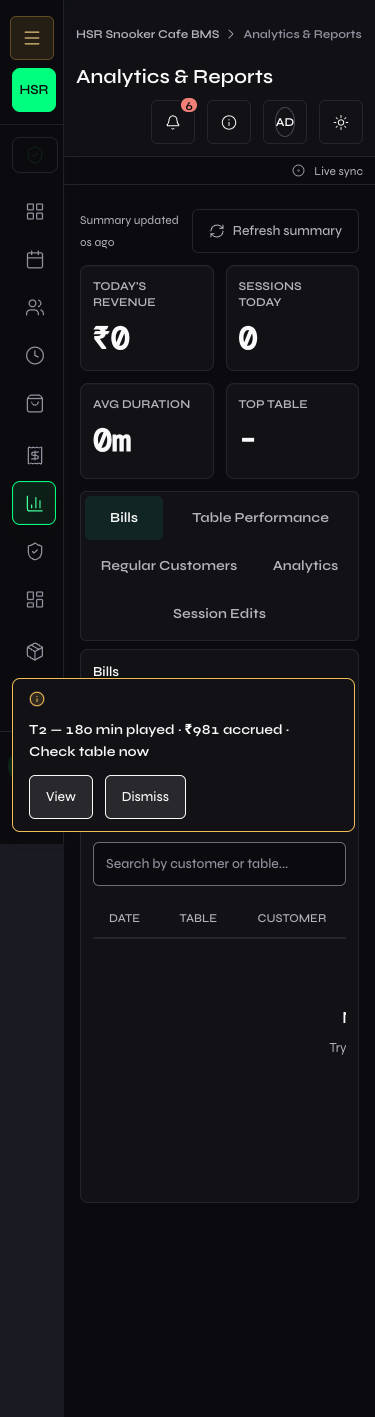 HSR Snooker Cafe BMS > Analytics & Reports
HSR
Analytics & Reports
6
AD
Live sync
Summary updated
0s ago
Refresh summary
TODAY'S
REVENUE
₹0
SESSIONS
TODAY
0
AVG DURATION
0m
TOP TABLE
-
Bills
Table Performance
Regular Customers
Analytics
Session Edits
Bills
T2 — 180 min played · ₹981 accrued ·
Check table now
View
Dismiss
Search by customer or table...
DATE
TABLE
CUSTOMER
Try